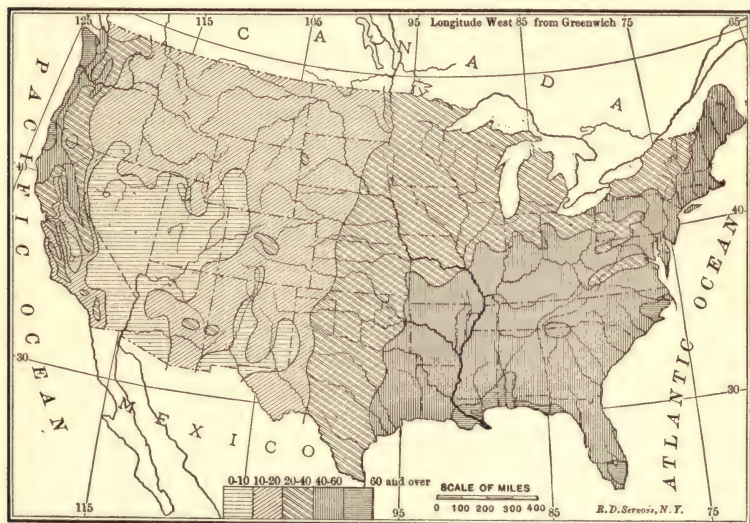 125
115
105
95
Longitude West from Greenwich
85
75
65
CANADA
PACIFIC OCEAN
40
40
ATLANTIC OCEAN
30
30
MEXICO
0-10 10-20 20-40 40-60 60 and over
SCALE OF MILES
0 100 200 300 400
R.D.Servoss, N.Y.
115
95
85
75